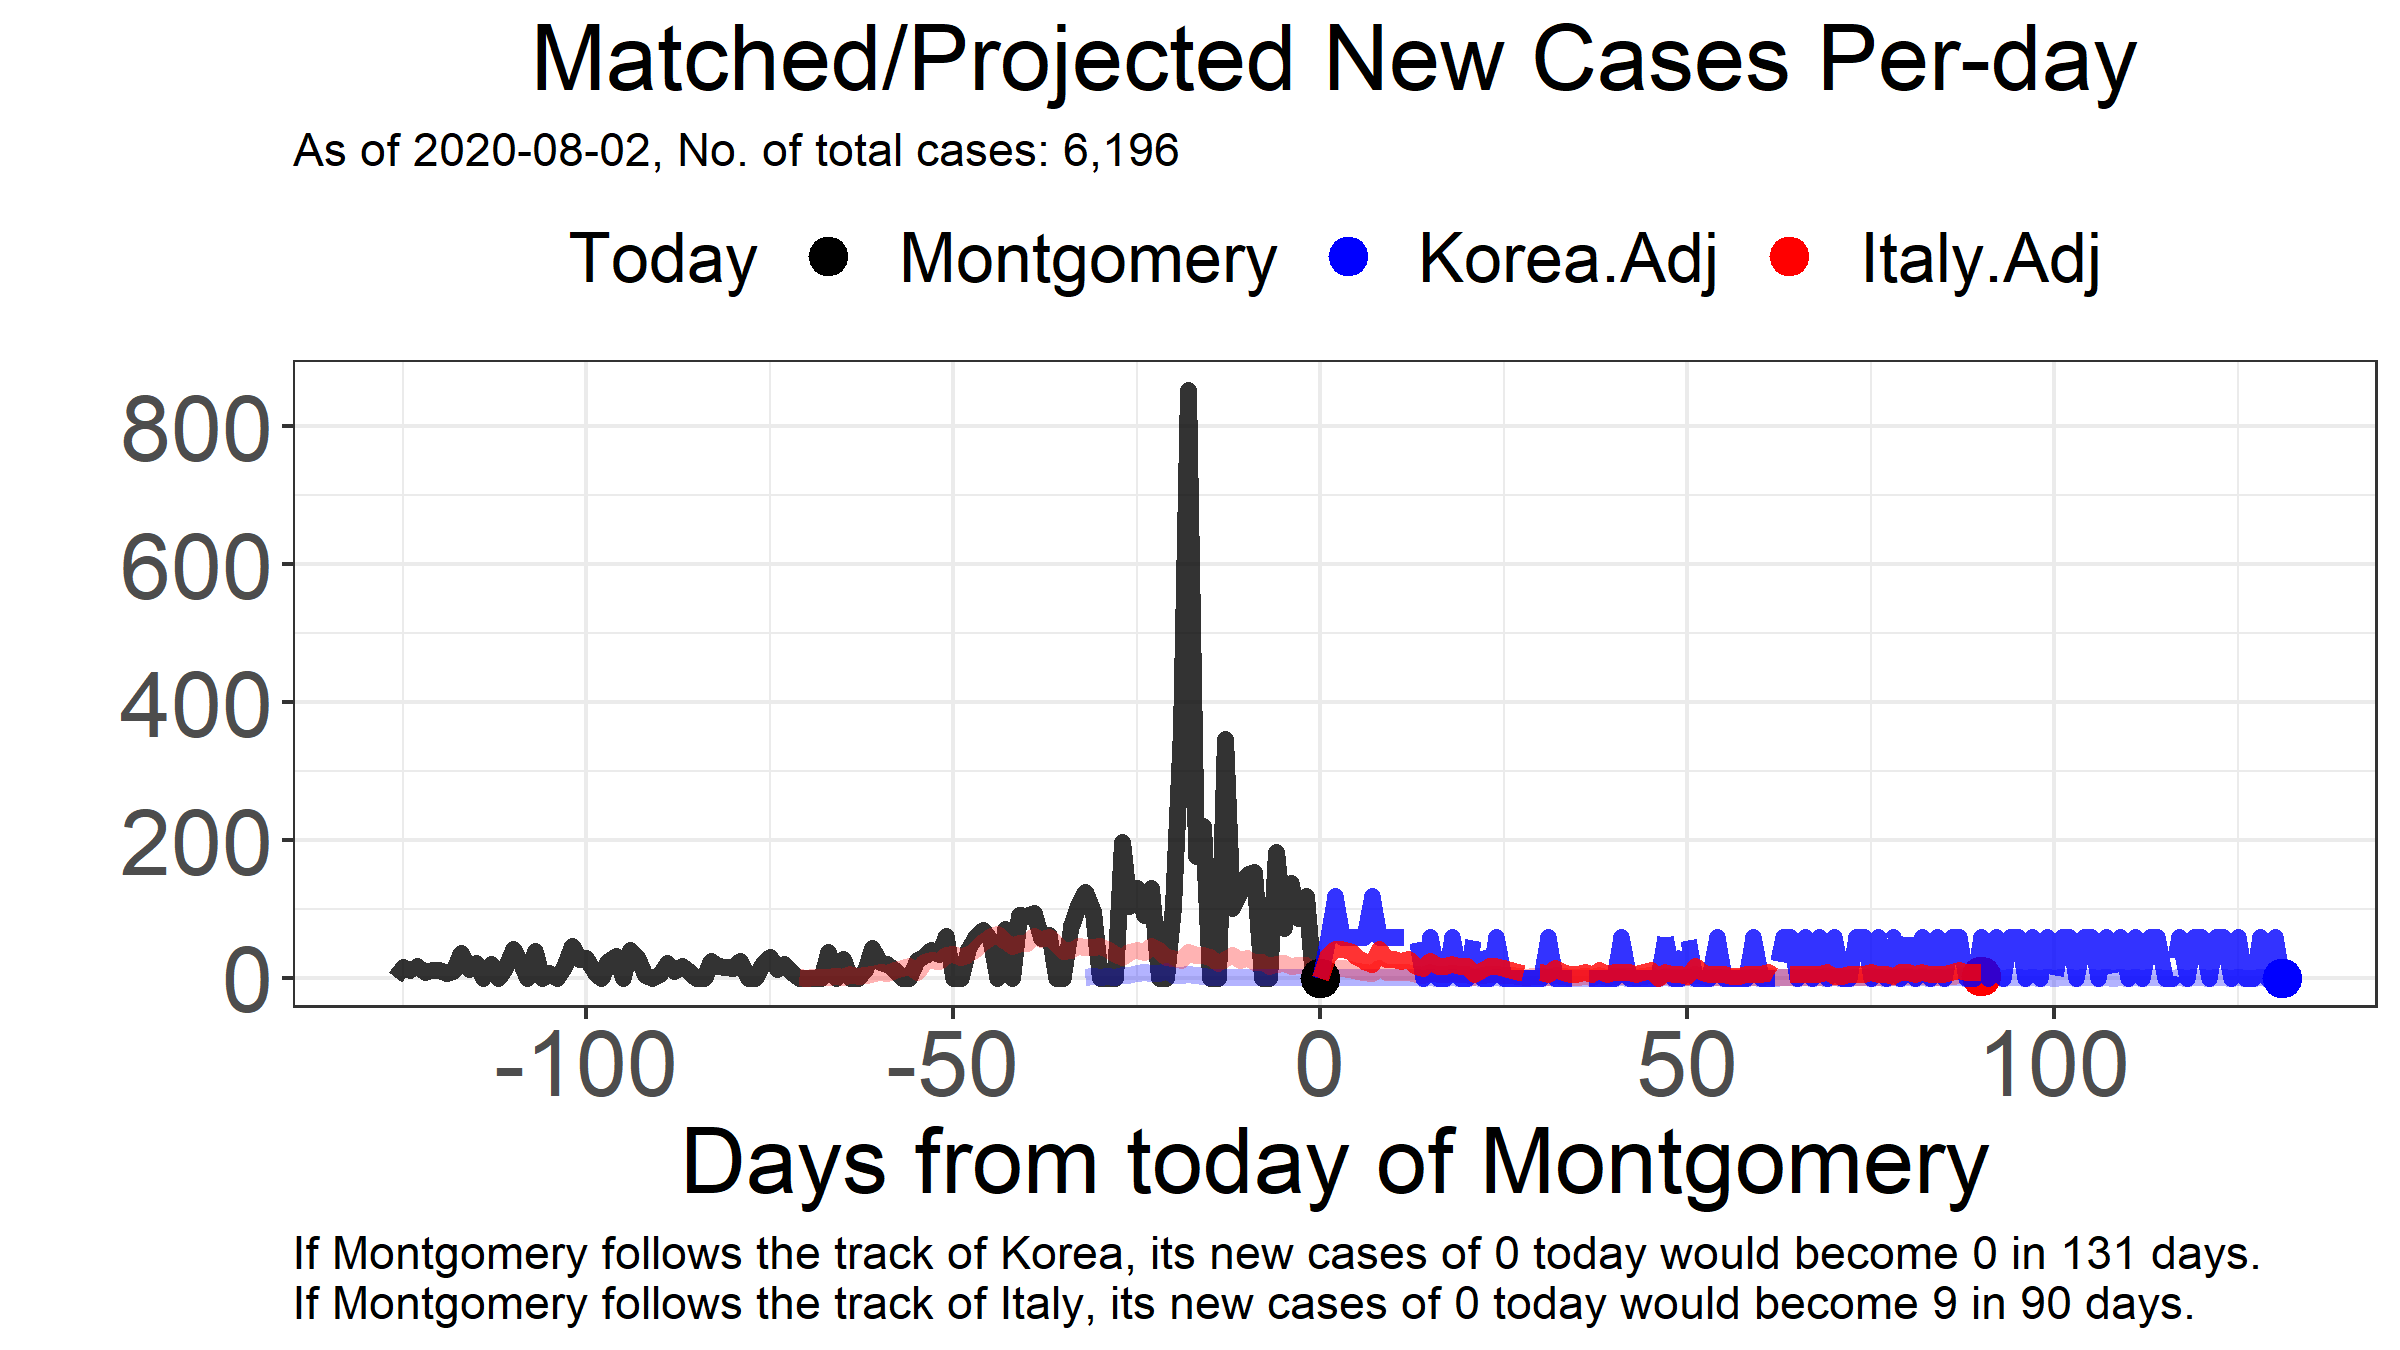 Matched/Projected New Cases Per-day
As of 2020-08-02, No. of total cases: 6,196
Today Montgomery Korea.Adj Italy.Adj
800
600
400
200
0
-100 -50 0 50 100
Days from today of Montgomery
If Montgomery follows the track of Korea, its new cases of 0 today would become 0 in 131 days.
If Montgomery follows the track of Italy, its new cases of 0 today would become 9 in 90 days.